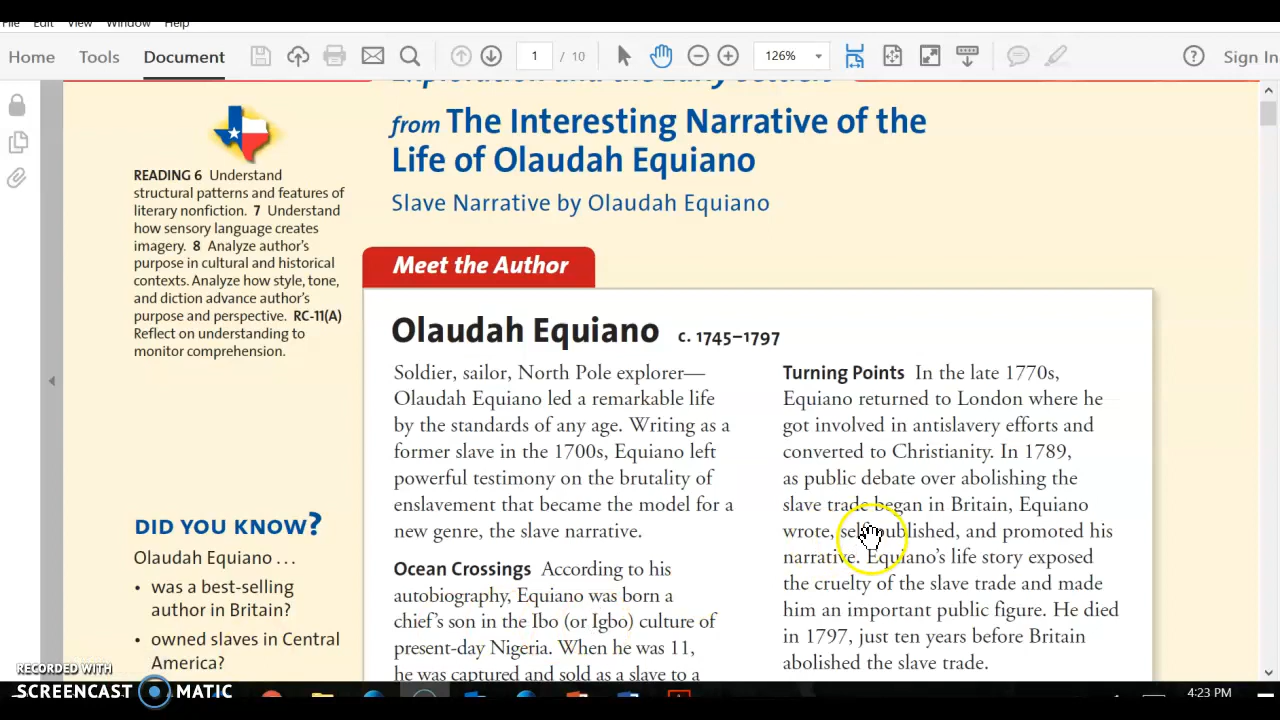 File Edit View Window Help
Home Tools Document 1 / 10 126% Sign In
Exploration and the Early Settlers
from The Interesting Narrative of the
Life of Olaudah Equiano
Slave Narrative by Olaudah Equiano
READING 6 Understand
structural patterns and features of
literary nonfiction. 7 Understand
how sensory language creates
imagery. 8 Analyze author's
purpose in cultural and historical
contexts. Analyze how style, tone,
and diction advance author's
purpose and perspective. RC-11(A)
Reflect on understanding to
monitor comprehension.
DID YOU KNOW?
Olaudah Equiano . . .
• was a best-selling
author in Britain?
• owned slaves in Central
America?
Meet the Author
Olaudah Equiano c. 1745–1797
Soldier, sailor, North Pole explorer—
Olaudah Equiano led a remarkable life
by the standards of any age. Writing as a
former slave in the 1700s, Equiano left
powerful testimony on the brutality of
enslavement that became the model for a
new genre, the slave narrative.
Ocean Crossings According to his
autobiography, Equiano was born a
chief's son in the Ibo (or Igbo) culture of
present-day Nigeria. When he was 11,
he was captured and sold as a slave to a
Turning Points In the late 1770s,
Equiano returned to London where he
got involved in antislavery efforts and
converted to Christianity. In 1789,
as public debate over abolishing the
slave trade began in Britain, Equiano
wrote, self-published, and promoted his
narrative. Equiano's life story exposed
the cruelty of the slave trade and made
him an important public figure. He died
in 1797, just ten years before Britain
abolished the slave trade.
RECORDED WITH
SCREENCAST MATIC
4:23 PM